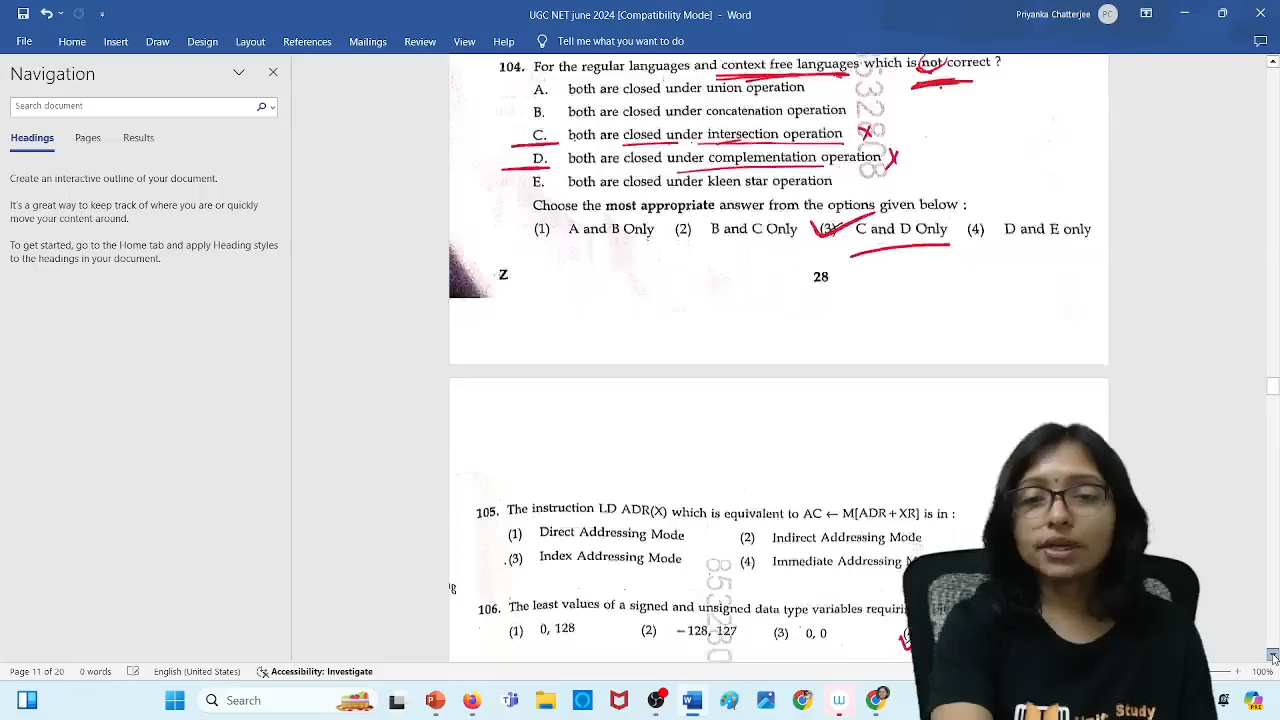 UGC NET june 2024 [Compatibility Mode] - Word
Priyanka Chatterjee PC
File Home Insert Draw Design Layout References Mailings Review View Help Tell me what you want to do
Navigation
Search document
Headings Pages Results
Create an interactive outline of your document.
It's a great way to keep track of where you are or quickly
move your content around.
To get started, go to the Home tab and apply Heading styles
to the headings in your document.
104. For the regular languages and context free languages which is not correct ?
A. both are closed under union operation
B. both are closed under concatenation operation
C. both are closed under intersection operation
D. both are closed under complementation operation
E. both are closed under kleen star operation
Choose the most appropriate answer from the options given below :
(1) A and B Only (2) B and C Only (3) C and D Only (4) D and E only
Z 28
105. The instruction LD ADR(X) which is equivalent to AC ← M[ADR+XR] is in :
(1) Direct Addressing Mode (2) Indirect Addressing Mode
(3) Index Addressing Mode (4) Immediate Addressing
106. The least values of a signed and unsigned data type variables
(1) 0, 128 (2) −128, 127 (3) 0, 0
Page 11 of 20 0 words English (United States) Accessibility: Investigate 100%
Search
Study